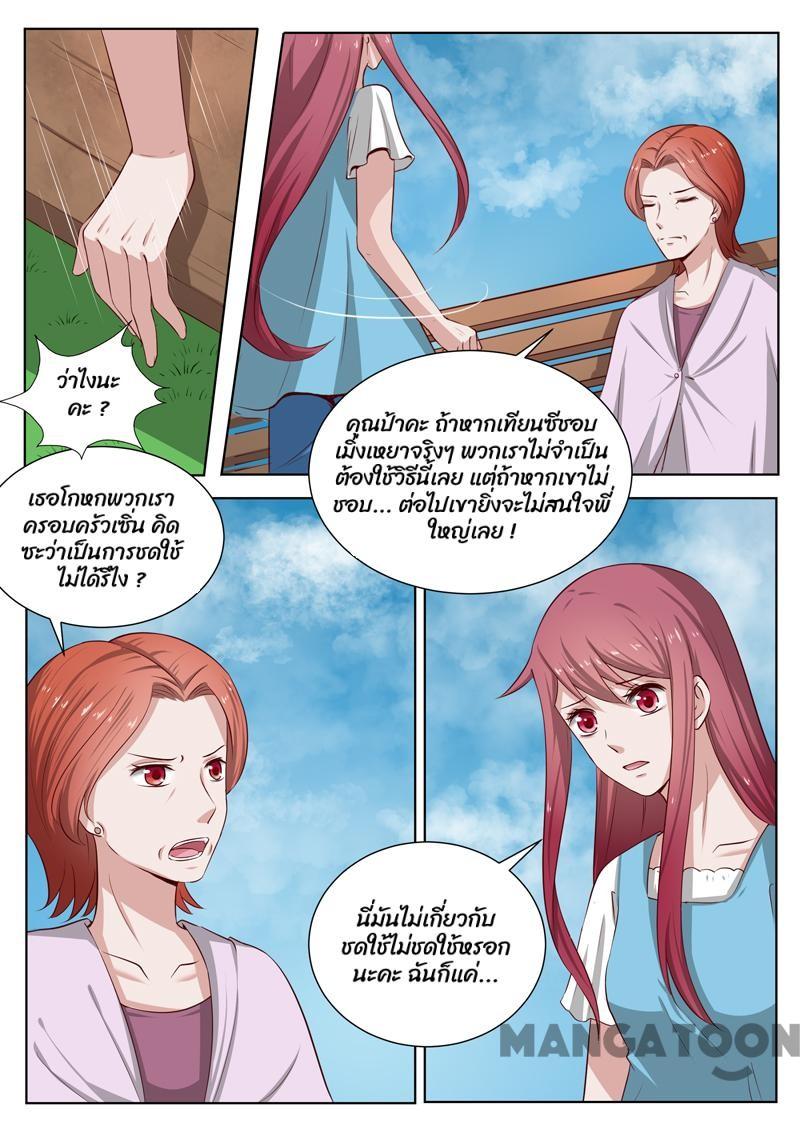 ว่าไงนะ
คะ ?
คุณป้าคะ ถ้าหากเทียนซีชอบ
เมิ่งเหยาจริงๆ พวกเราไม่จำเป็น
ต้องใช้วิธีนี้เลย แต่ถ้าหากเขาไม่
ชอบ... ต่อไปเขายิ่งจะไม่สนใจพี่
ใหญ่เลย !
เธอโกหกพวกเรา
ครอบครัวเซิ่น คิด
ซะว่าเป็นการชดใช้
ไม่ได้รึไง ?
นี่มันไม่เกี่ยวกับ
ชดใช้ไม่ชดใช้หรอก
นะคะ ฉันก็แค่...
MANGATOON